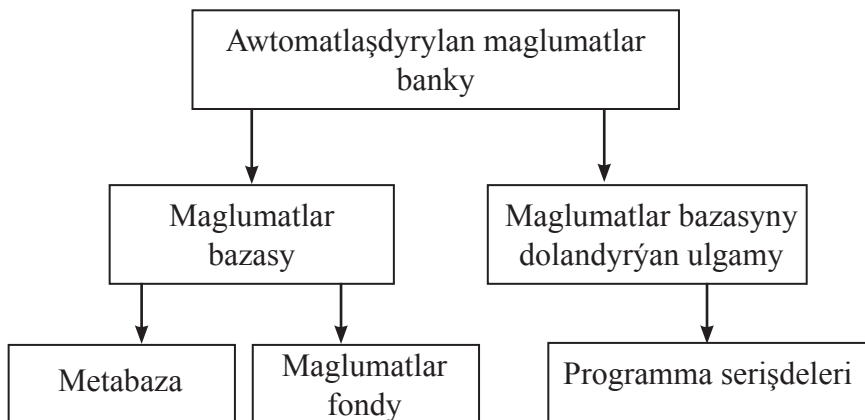 Awtomatlaşdyrylan maglumatlar
banky
Maglumatlar
bazasy
Maglumatlar bazasyny
dolandyrýan ulgamy
Metabaza
Maglumatlar
fondy
Programma serişdeleri